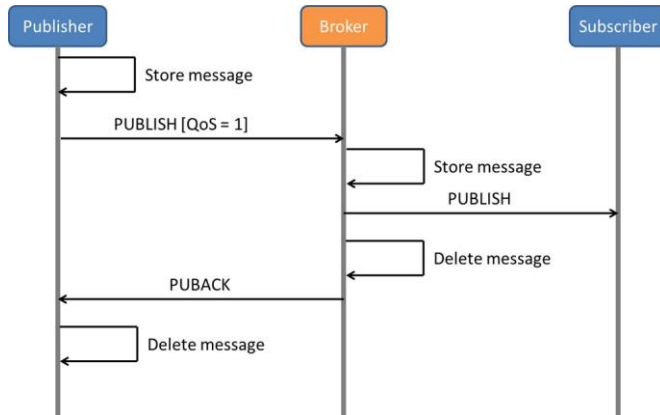 Publisher
Broker
Subscriber
Store message
PUBLISH [QoS = 1]
Store message
PUBLISH
Delete message
PUBACK
Delete message